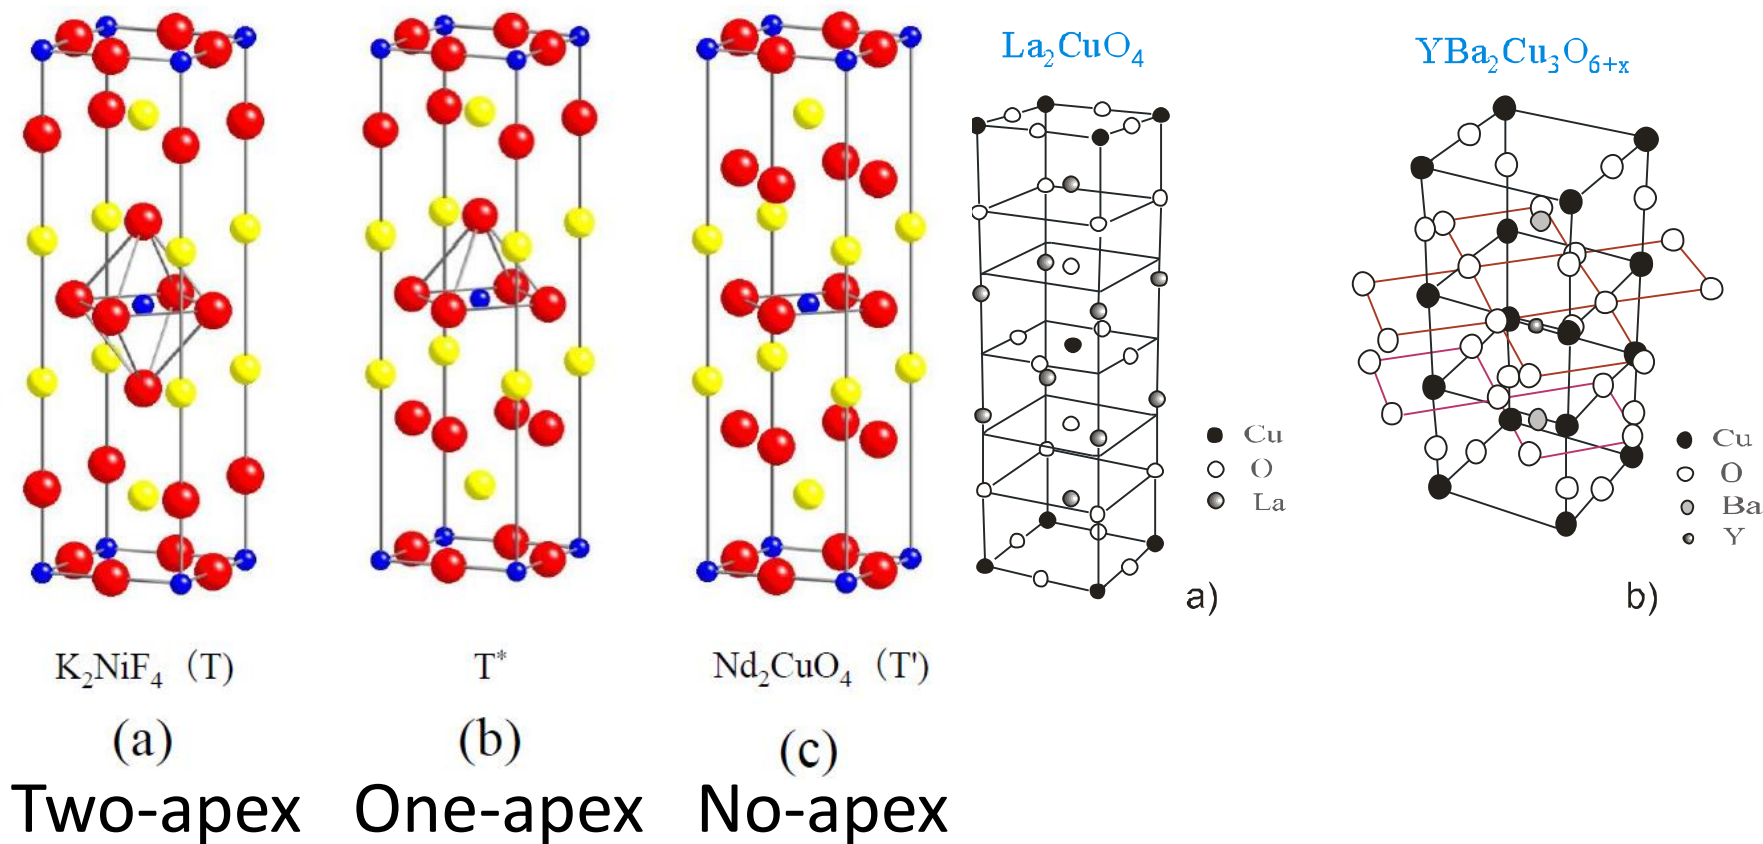 K₂NiF₄ (T)
(a)
Two-apex
T*
(b)
One-apex
Nd₂CuO₄ (T')
(c)
No-apex
La₂CuO₄
Cu
O
La
a)
YBa₂Cu₃O₆₊ₓ
Cu
O
Ba
Y
b)